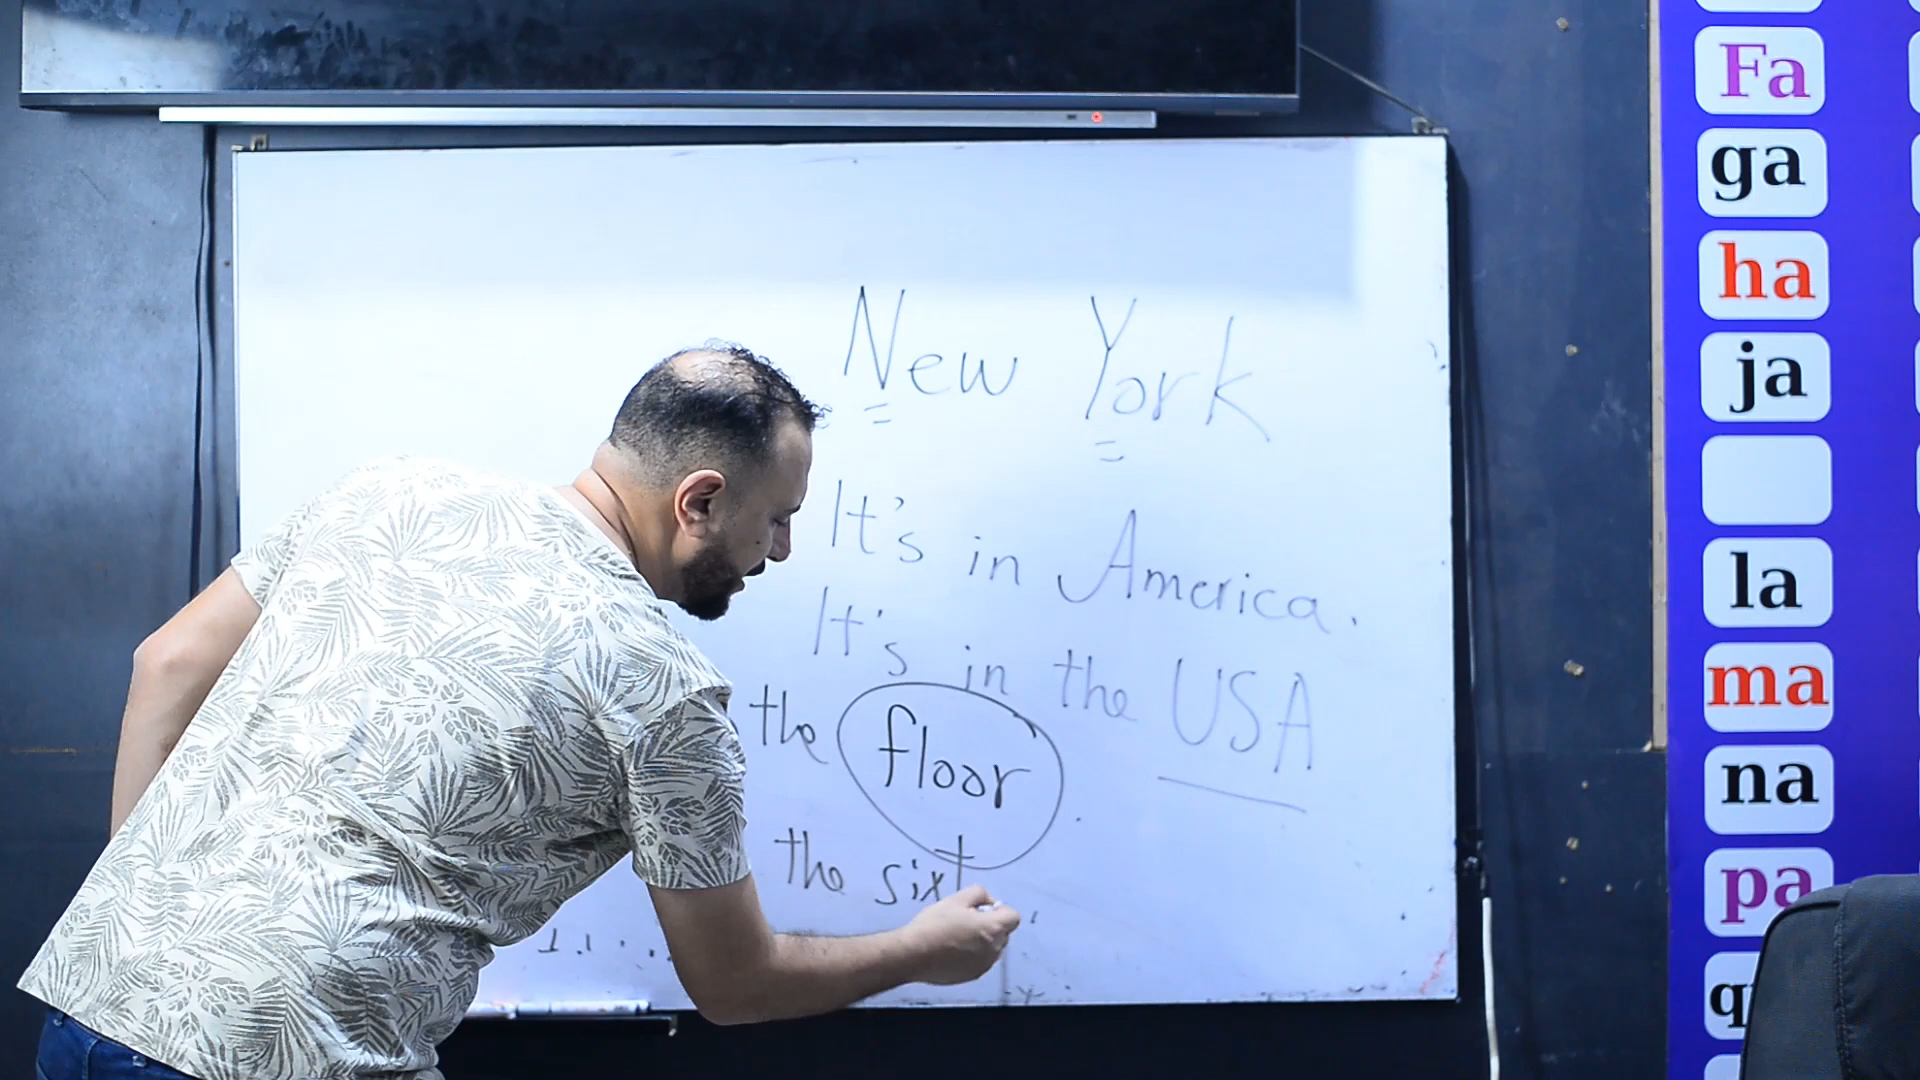 New York
It's in America.
It's in the USA
the floor
the sixt
Fa
ga
ha
ja
la
ma
na
pa